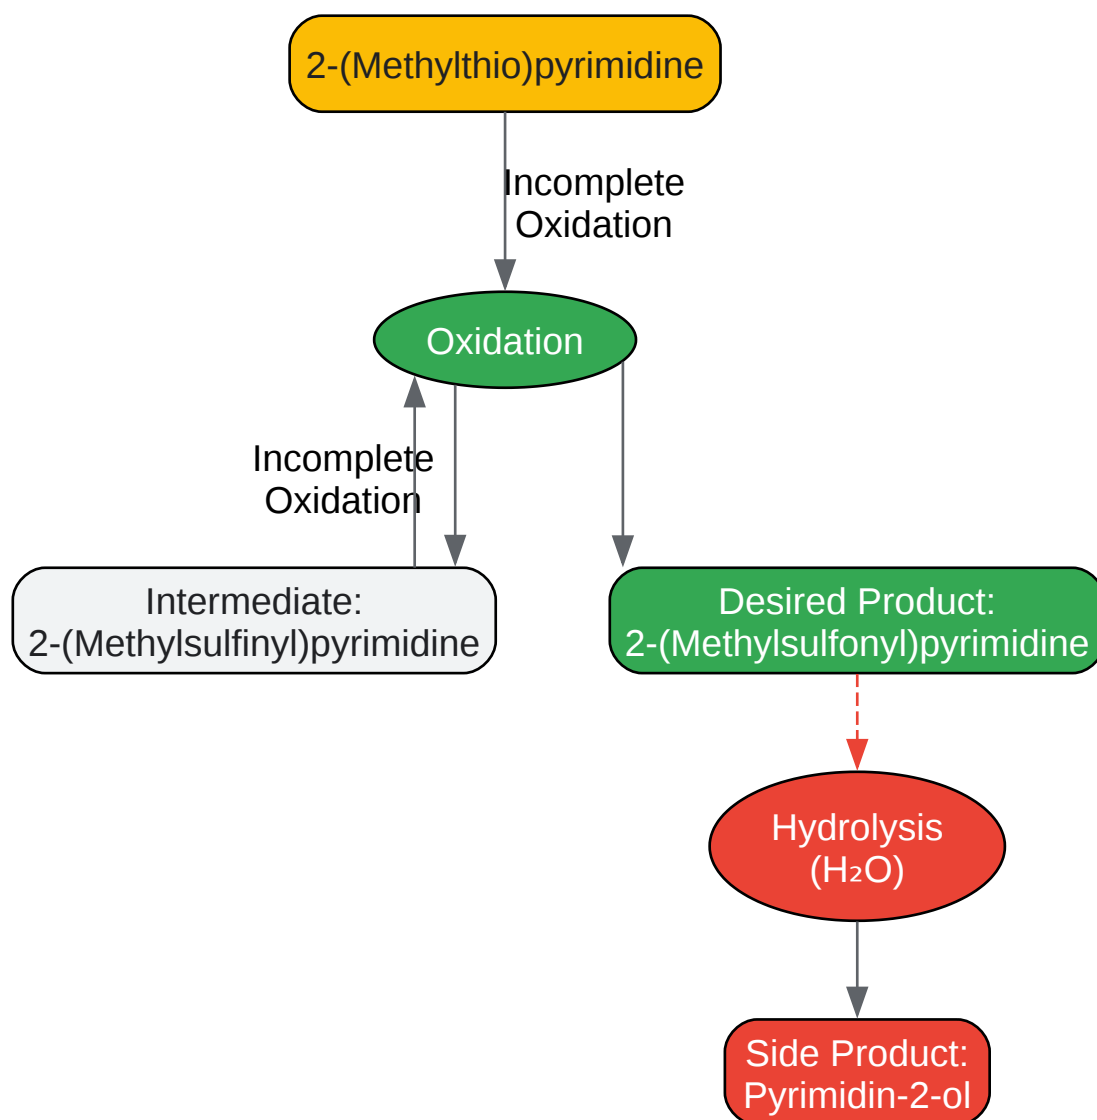 2-(Methylthio)pyrimidine
Incomplete
Oxidation
Oxidation
Incomplete
Oxidation
Intermediate:
2-(Methylsulfinyl)pyrimidine
Desired Product:
2-(Methylsulfonyl)pyrimidine
Hydrolysis
(H₂O)
Side Product:
Pyrimidin-2-ol